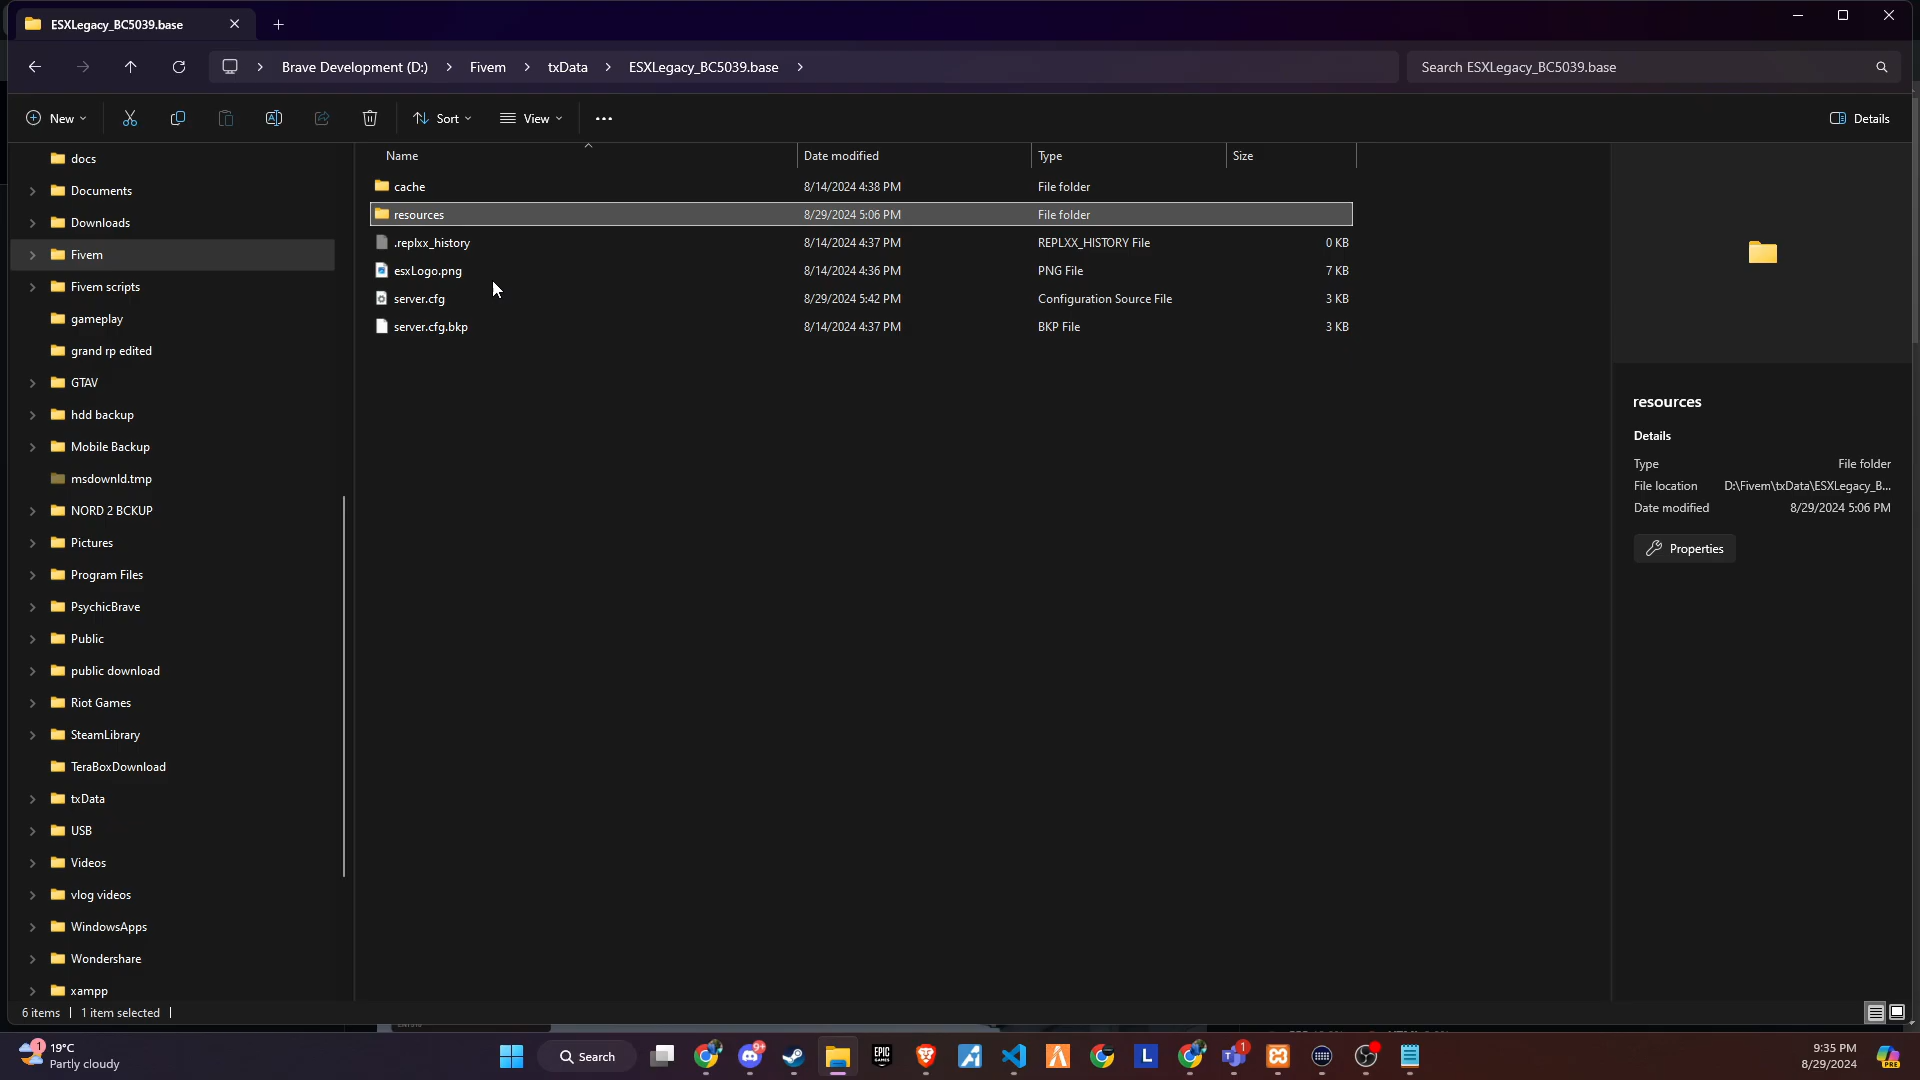 ESXLegacy_BC5039.base
Brave Development (D:) > Fivem > txData > ESXLegacy_BC5039.base >
Search ESXLegacy_BC5039.base
New
Sort
View
Details
docs
Documents
Downloads
Fivem
Fivem scripts
gameplay
grand rp edited
GTAV
hdd backup
Mobile Backup
msdownld.tmp
NORD 2 BCKUP
Pictures
Program Files
PsychicBrave
Public
public download
Riot Games
SteamLibrary
TeraBoxDownload
txData
USB
Videos
vlog videos
WindowsApps
Wondershare
xampp
Name Date modified Type Size
cache 8/14/2024 4:38 PM File folder
resources 8/29/2024 5:06 PM File folder
.replxx_history 8/14/2024 4:37 PM REPLXX_HISTORY File 0 KB
esxLogo.png 8/14/2024 4:36 PM PNG File 7 KB
server.cfg 8/29/2024 5:42 PM Configuration Source File 3 KB
server.cfg.bkp 8/14/2024 4:37 PM BKP File 3 KB
resources
Details
Type File folder
File location D:\Fivem\txData\ESXLegacy_B...
Date modified 8/29/2024 5:06 PM
Properties
6 items | 1 item selected |
1
19°C
Partly cloudy
Search
9+
EPIC
GAMES
L
1
9:35 PM
8/29/2024
PRE